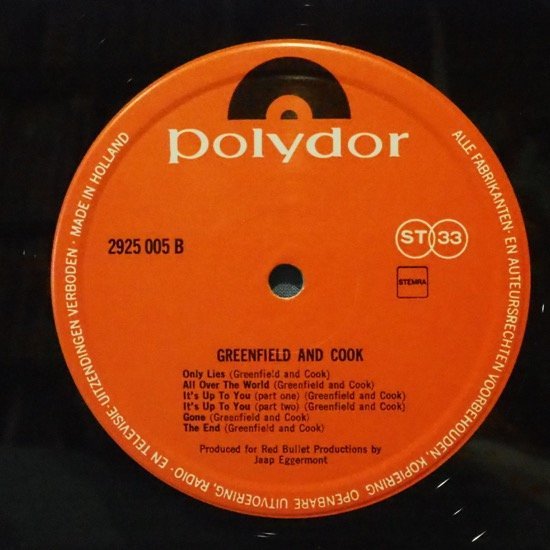 polydor
ALLE FABRIKANTEN- EN AUTEURSRECHTEN VOORBEHOUDEN, KOPIERING, OPENBARE UITVOERING, RADIO- EN TELEVISIE-UITZENDINGEN VERBODEN · MADE IN HOLLAND
2925 005 B
ST 33
STEMRA
GREENFIELD AND COOK
Only Lies (Greenfield and Cook)
All Over The World (Greenfield and Cook)
It's Up To You (part one) (Greenfield and Cook)
It's Up To You (part two) (Greenfield and Cook)
Gone (Greenfield and Cook)
The End (Greenfield and Cook)
Produced for Red Bullet Productions by
Jaap Eggermont